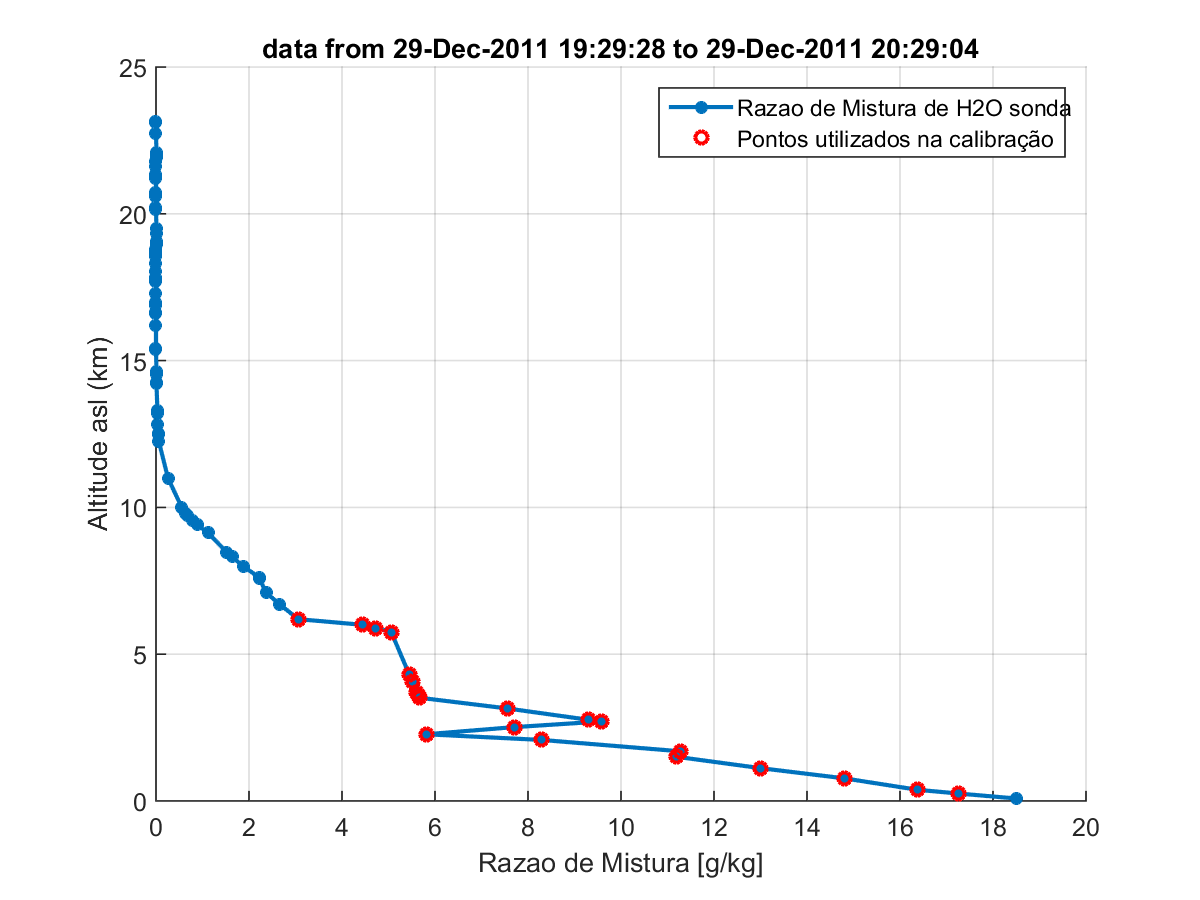 data from 29-Dec-2011 19:29:28 to 29-Dec-2011 20:29:04
Razao de Mistura de H2O sonda
Pontos utilizados na calibração
25
20
15
10
5
0
Altitude asl (km)
0 2 4 6 8 10 12 14 16 18 20
Razao de Mistura [g/kg]